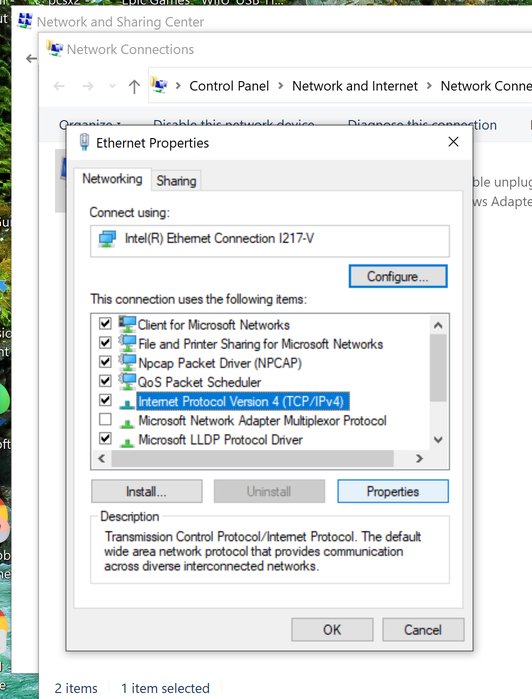 Network and Sharing Center
Network Connections
Control Panel > Network and Internet > Network Conne
Organize Disable this network device Diagnose this connection
Ethernet Properties
Networking
Sharing
Connect using:
Intel(R) Ethernet Connection I217-V
Configure...
This connection uses the following items:
Client for Microsoft Networks
File and Printer Sharing for Microsoft Networks
Npcap Packet Driver (NPCAP)
QoS Packet Scheduler
Internet Protocol Version 4 (TCP/IPv4)
Microsoft Network Adapter Multiplexor Protocol
Microsoft LLDP Protocol Driver
Install...
Uninstall
Properties
Description
Transmission Control Protocol/Internet Protocol. The default
wide area network protocol that provides communication
across diverse interconnected networks.
OK
Cancel
ble unplug
ws Adapte
2 items
1 item selected